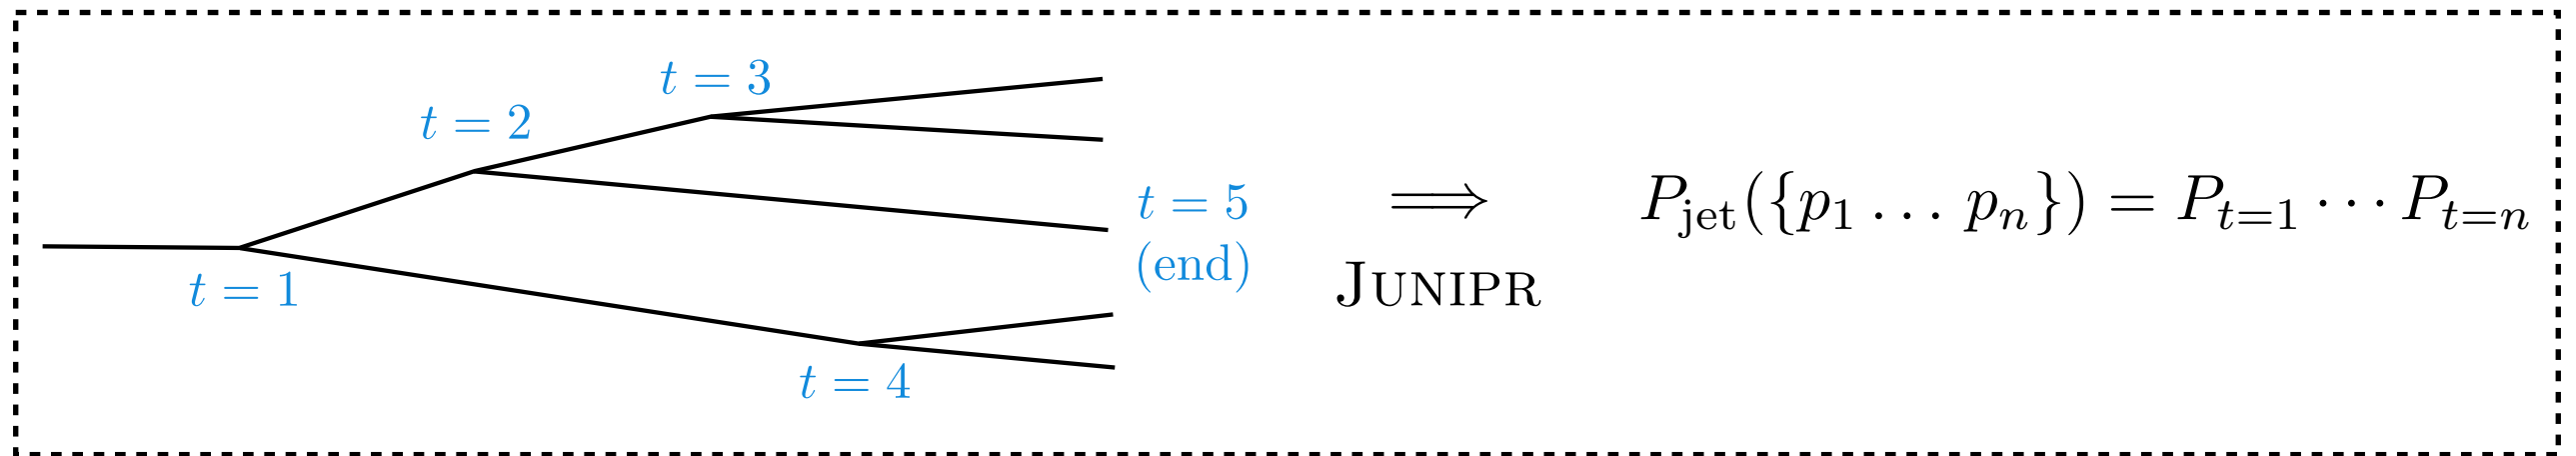 t = 3
t = 2
t = 5
(end)
t = 1
t = 4
⟹
JUNIPR
P_jet({p_1 … p_n}) = P_{t=1} ⋯ P_{t=n}